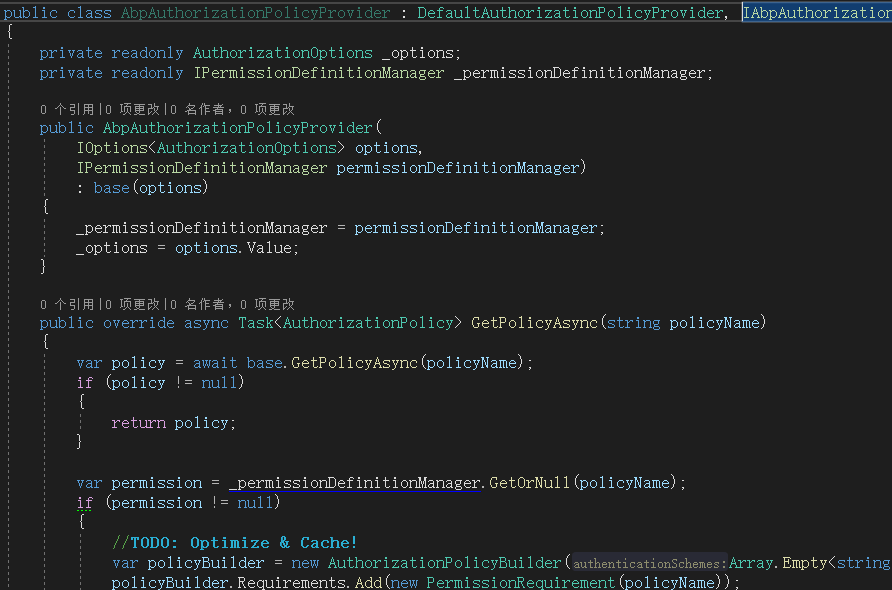 public class AbpAuthorizationPolicyProvider : DefaultAuthorizationPolicyProvider, IAbpAuthorization
{
private readonly AuthorizationOptions _options;
private readonly IPermissionDefinitionManager _permissionDefinitionManager;
0 个引用|0 项更改|0 名作者，0 项更改
public AbpAuthorizationPolicyProvider(
IOptions<AuthorizationOptions> options,
IPermissionDefinitionManager permissionDefinitionManager)
: base(options)
{
_permissionDefinitionManager = permissionDefinitionManager;
_options = options.Value;
}
0 个引用|0 项更改|0 名作者，0 项更改
public override async Task<AuthorizationPolicy> GetPolicyAsync(string policyName)
{
var policy = await base.GetPolicyAsync(policyName);
if (policy != null)
{
return policy;
}
var permission = _permissionDefinitionManager.GetOrNull(policyName);
if (permission != null)
{
//TODO: Optimize & Cache!
var policyBuilder = new AuthorizationPolicyBuilder(authenticationSchemes:Array.Empty<string
policyBuilder.Requirements.Add(new PermissionRequirement(policyName));